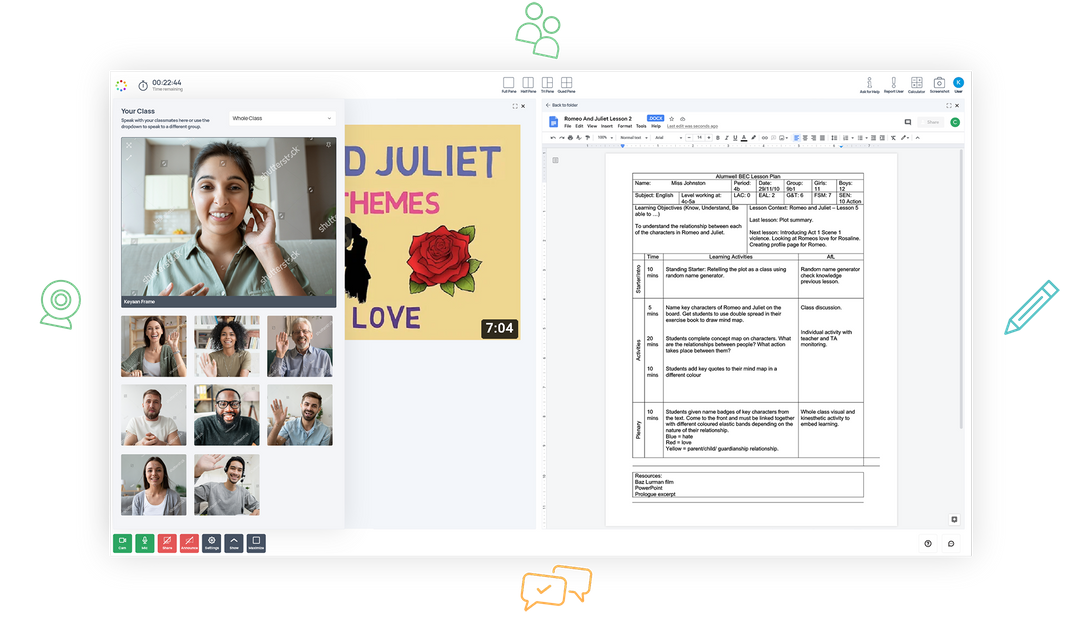 00:22:44
Time remaining
Full Pane
Half Pane
Tri Pane
Quad Pane
Ask for Help
Report User
Calculator
Screenshot
K
User
Your Class
Speak with your classmates here or use the
dropdown to speak to a different group.
Whole Class
shutterstock
shutterstock
Keyaan Frame
Cam
Mic
Share
Announce
Settings
Show
Maximize
D JULIET
THEMES
LOVE
7:04
Back to folder
Romeo And Juliet Lesson 2
.DOCX
File Edit View Insert Format Tools Help Last edit was seconds ago
Share
C
100%
Normal text
Arial
Alumwell BEC Lesson Plan
Name: Miss Johnston
Period:
4b
Date:
29/11/10
Group:
9b1
Girls:
11
Boys:
12
Subject: English
Level working at:
4c-5a
LAC: 0
EAL: 2
G&T: 6
FSM: 7
SEN:
10 Action
Learning Objectives (Know, Understand, Be
able to ...)
To understand the relationship between each
of the characters in Romeo and Juliet.
Lesson Context: Romeo and Juliet – Lesson 5
Last lesson: Plot summary.
Next lesson: Introducing Act 1 Scene 1
violence. Looking at Romeos love for Rosaline.
Creating profile page for Romeo.
Time
Learning Activities
AfL
Starter/Intro
10
mins
Standing Starter: Retelling the plot as a class using
random name generator.
Random name generator
check knowledge
previous lesson.
Activities
5
mins
Name key characters of Romeo and Juliet on the
board. Get students to use double spread in their
exercise book to draw mind map.
Class discussion.
20
mins
Students complete concept map on characters. What
are the relationships between people? What action
takes place between them?
Individual activity with
teacher and TA
monitoring.
10
mins
Students add key quotes to their mind map in a
different colour
Plenary
10
mins
Students given name badges of key characters from
the text. Come to the front and must be linked together
with different coloured elastic bands depending on the
nature of their relationship.
Blue = hate
Red = love
Yellow = parent/child/ guardianship relationship.
Whole class visual and
kinesthetic activity to
embed learning.
Resources:
Baz Lurman film
PowerPoint
Prologue excerpt